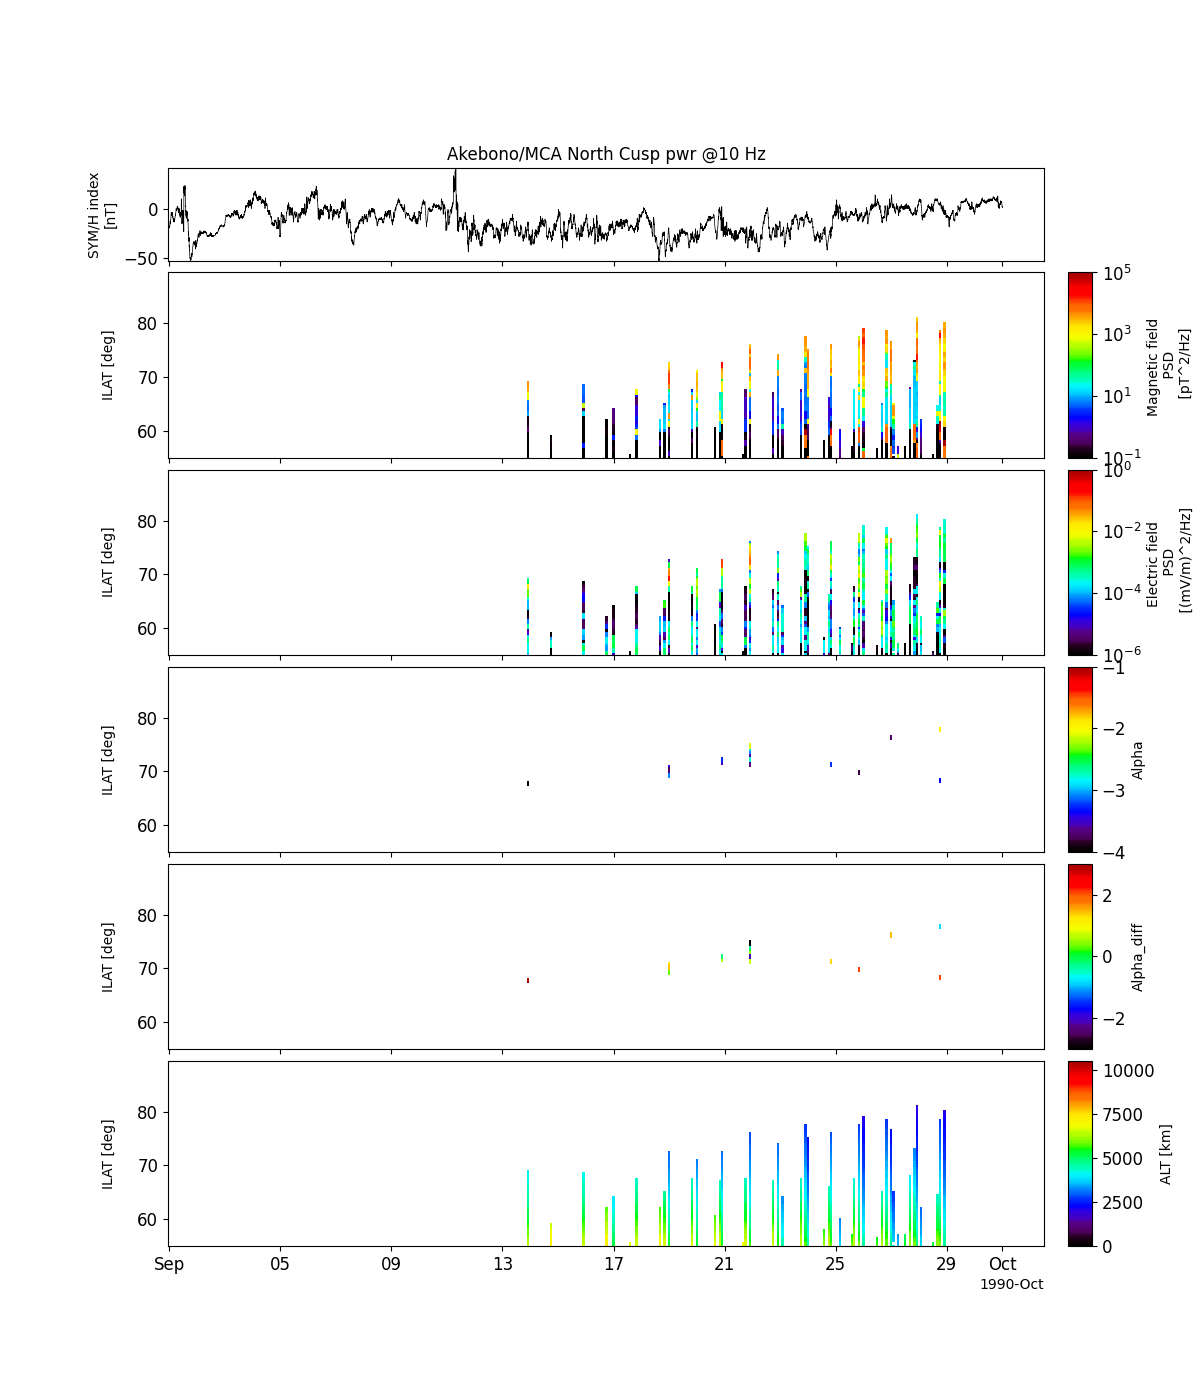 Akebono/MCA North Cusp pwr @10 Hz
SYM/H index
[nT]
0
−50
ILAT [deg]
80
70
60
10^5
10^3
10^1
10^-1
Magnetic field
PSD
[pT^2/Hz]
ILAT [deg]
80
70
60
10^0
10^-2
10^-4
10^-6
Electric field
PSD
[(mV/m)^2/Hz]
ILAT [deg]
80
70
60
−1
−2
−3
−4
Alpha
ILAT [deg]
80
70
60
2
0
−2
Alpha_diff
ILAT [deg]
80
70
60
10000
7500
5000
2500
0
ALT [km]
Sep 05 09 13 17 21 25 29 Oct
1990-Oct